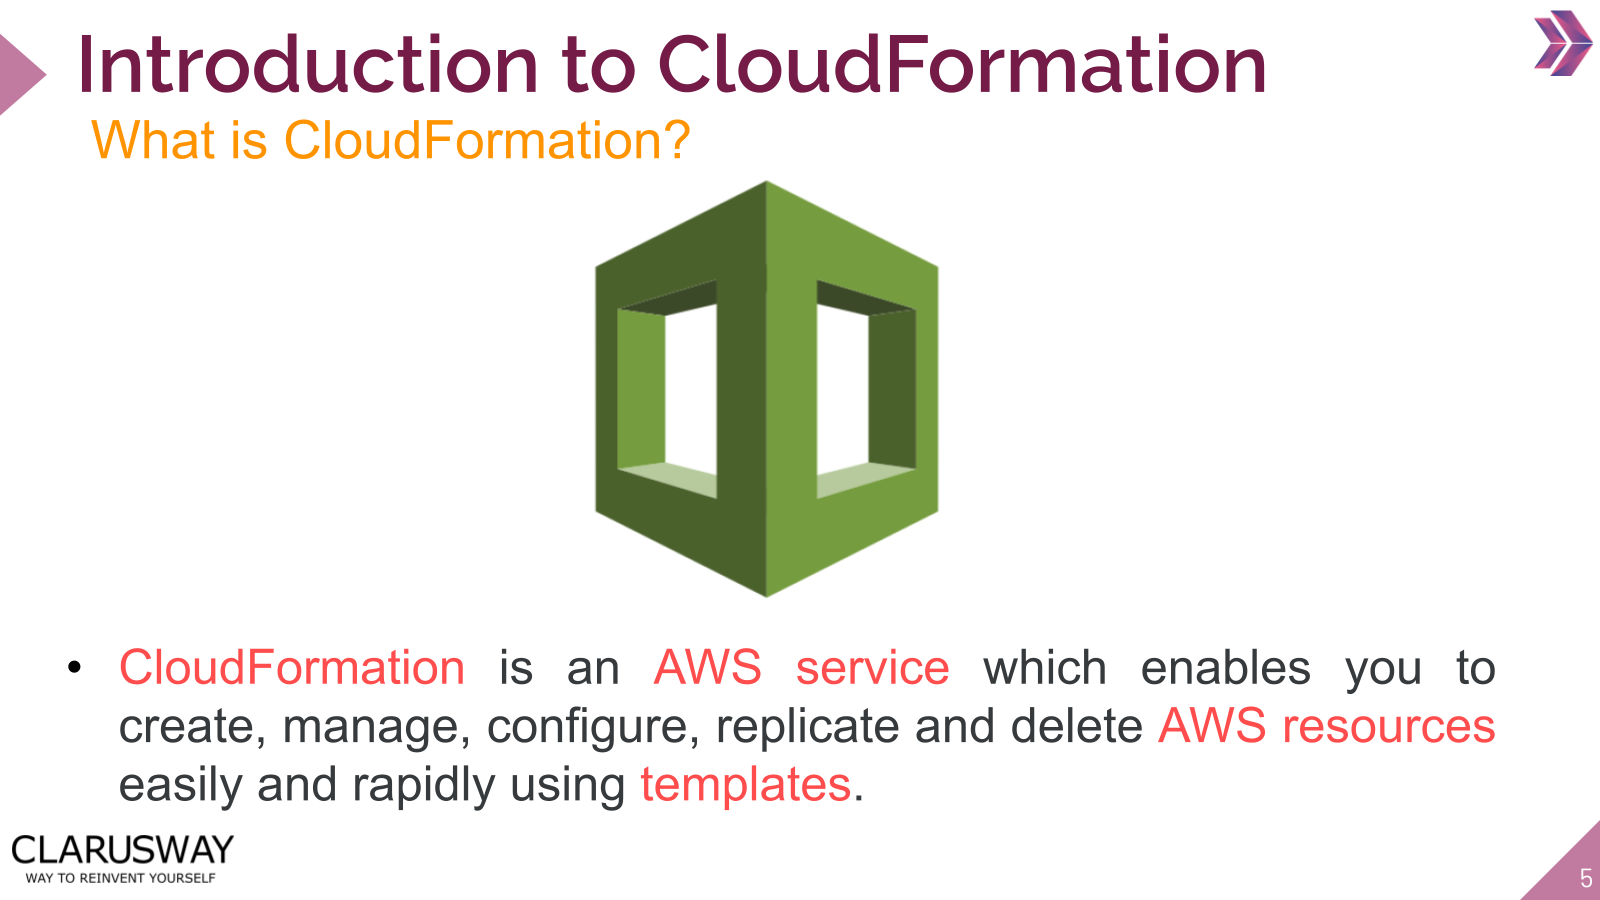 Introduction to CloudFormation
What is CloudFormation?
• CloudFormation is an AWS service which enables you to
create, manage, configure, replicate and delete AWS resources
easily and rapidly using templates.
CLARUSWAY
WAY TO REINVENT YOURSELF
5